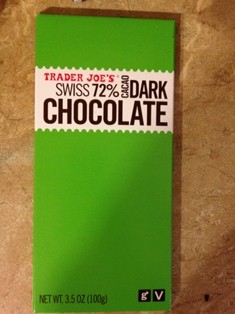 TRADER JOE'S®
SWISS 72% CACAO DARK
CHOCOLATE
NET WT. 3.5 OZ (100g)
g V